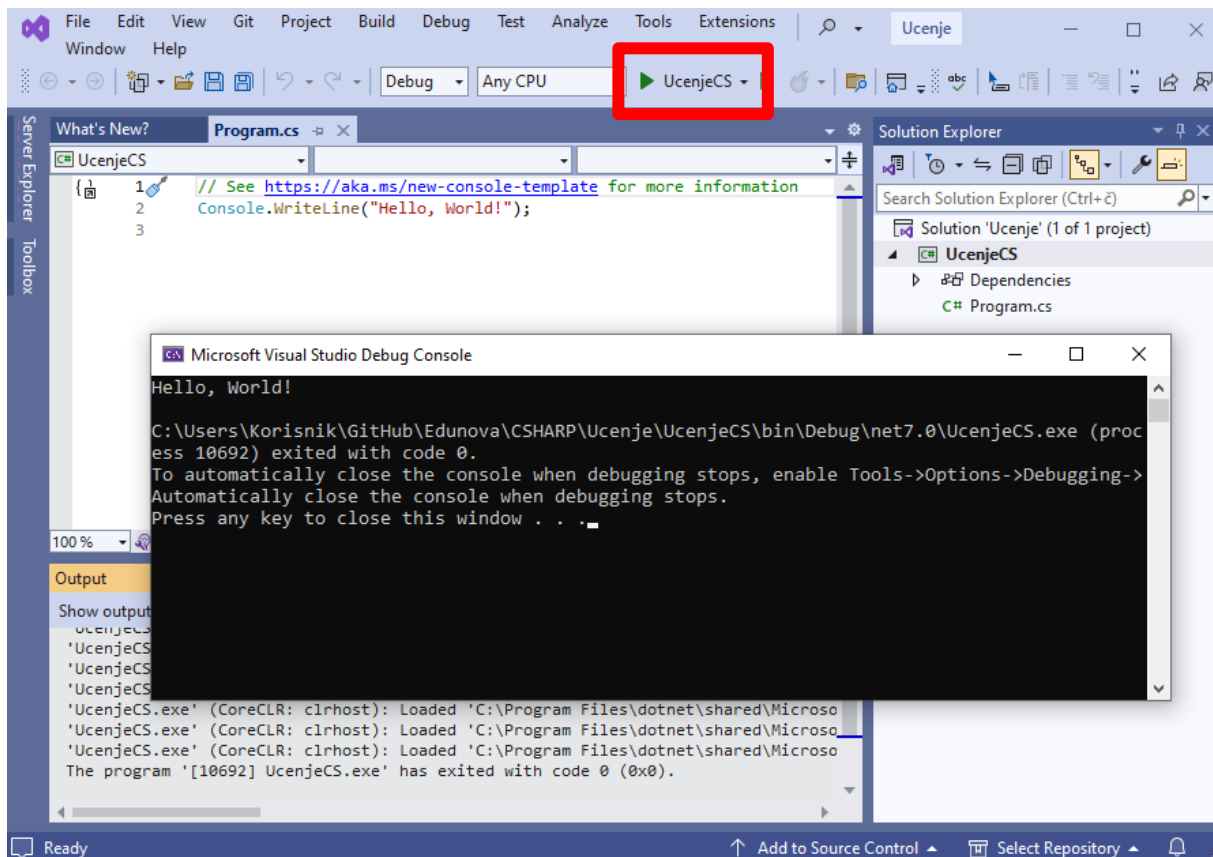 File Edit View Git Project Build Debug Test Analyze Tools Extensions
Window Help
Ucenje
Debug
Any CPU
UcenjeCS
Server Explorer
Toolbox
What's New?
Program.cs
UcenjeCS
1 // See https://aka.ms/new-console-template for more information
2 Console.WriteLine("Hello, World!");
3
100 %
Solution Explorer
Search Solution Explorer (Ctrl+č)
Solution 'Ucenje' (1 of 1 project)
UcenjeCS
Dependencies
C# Program.cs
Microsoft Visual Studio Debug Console
Hello, World!
C:\Users\Korisnik\GitHub\Edunova\CSHARP\Ucenje\UcenjeCS\bin\Debug\net7.0\UcenjeCS.exe (proc
ess 10692) exited with code 0.
To automatically close the console when debugging stops, enable Tools->Options->Debugging->
Automatically close the console when debugging stops.
Press any key to close this window . . .
Output
Show output
'UcenjeCS
'UcenjeCS
'UcenjeCS
'UcenjeCS
'UcenjeCS.exe' (CoreCLR: clrhost): Loaded 'C:\Program Files\dotnet\shared\Microso
'UcenjeCS.exe' (CoreCLR: clrhost): Loaded 'C:\Program Files\dotnet\shared\Microso
'UcenjeCS.exe' (CoreCLR: clrhost): Loaded 'C:\Program Files\dotnet\shared\Microso
The program '[10692] UcenjeCS.exe' has exited with code 0 (0x0).
Ready
Add to Source Control
Select Repository